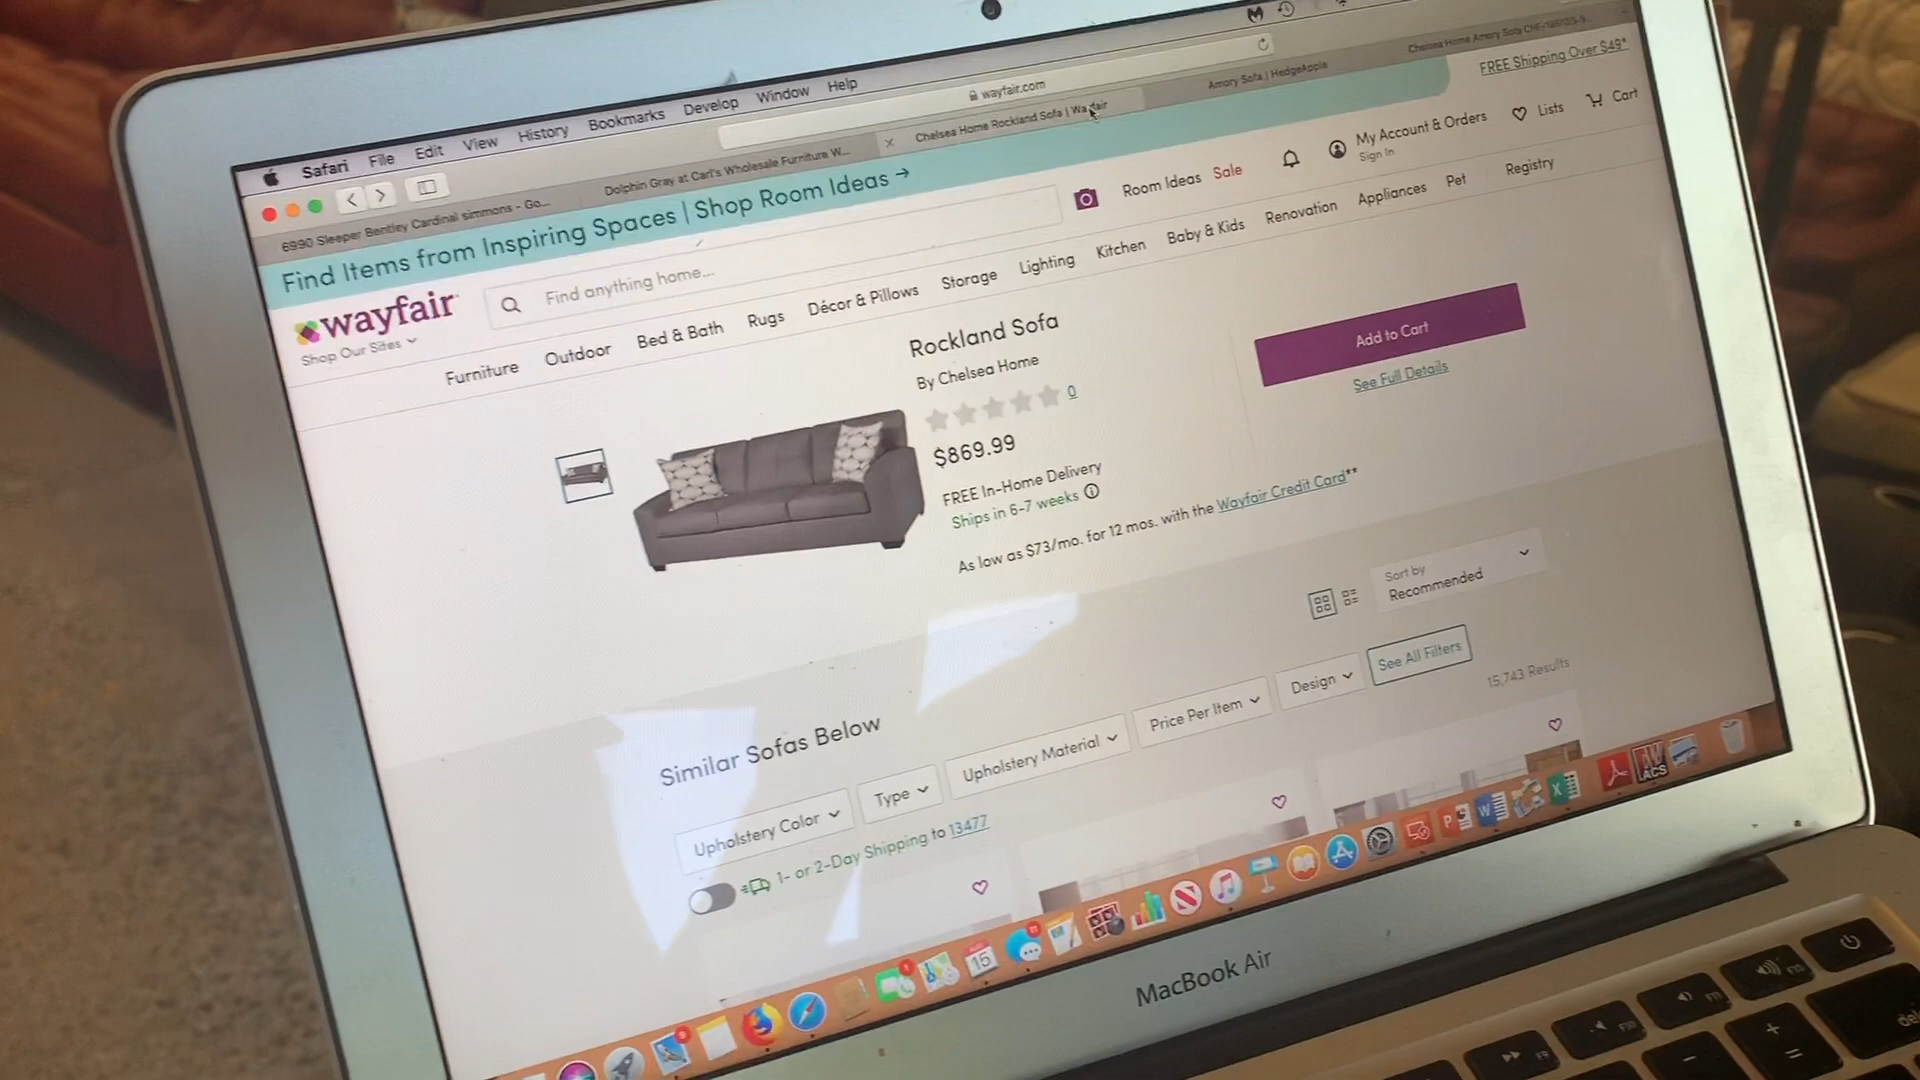 Safari File Edit View History Bookmarks Develop Window Help
wayfair.com
6990 Sleeper Bentley Cardinal simmons - Go...
Dolphin Gray at Carl's Wholesale Furniture W...
Chelsea Home Rockland Sofa | Wayfair
Amory Sofa | HedgeApple
Find Items from Inspiring Spaces | Shop Room Ideas →
FREE Shipping Over $49*
wayfair
Shop Our Sites
Find anything home...
Room Ideas Sale
My Account & Orders
Sign In
Lists
Cart
Furniture Outdoor Bed & Bath Rugs Décor & Pillows Storage Lighting Kitchen Baby & Kids Renovation Appliances Pet Registry
Rockland Sofa
By Chelsea Home
0
$869.99
FREE In-Home Delivery
Ships in 6-7 weeks
As low as $73/mo. for 12 mos. with the Wayfair Credit Card**
Add to Cart
See Full Details
Sort by
Recommended
Similar Sofas Below
Upholstery Color Type Upholstery Material Price Per Item Design See All Filters
15,743 Results
1- or 2-Day Shipping to 13477
15
MacBook Air